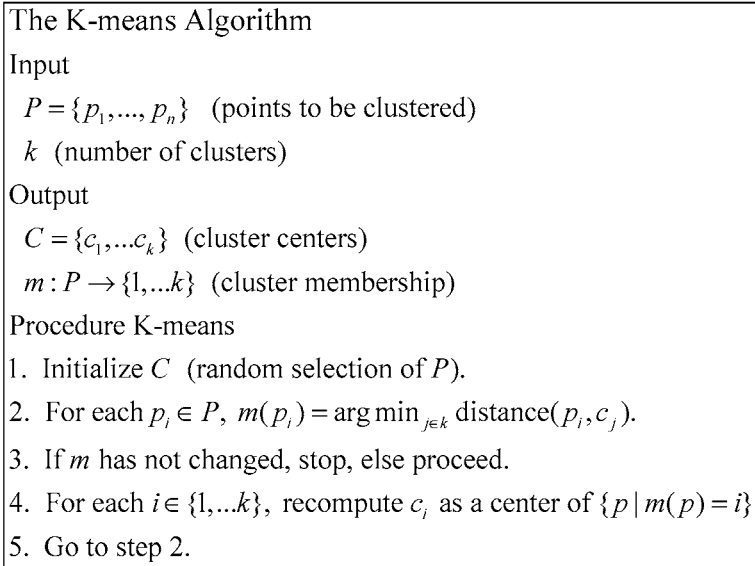 The K-means Algorithm
Input
P = {p₁,..., pₙ} (points to be clustered)
k (number of clusters)
Output
C = {c₁,...cₖ} (cluster centers)
m : P → {1,...k} (cluster membership)
Procedure K-means
1. Initialize C (random selection of P).
2. For each pᵢ ∈ P, m(pᵢ) = arg min_{j∈k} distance(pᵢ, cⱼ).
3. If m has not changed, stop, else proceed.
4. For each i ∈ {1,...k}, recompute cᵢ as a center of {p | m(p) = i}
5. Go to step 2.